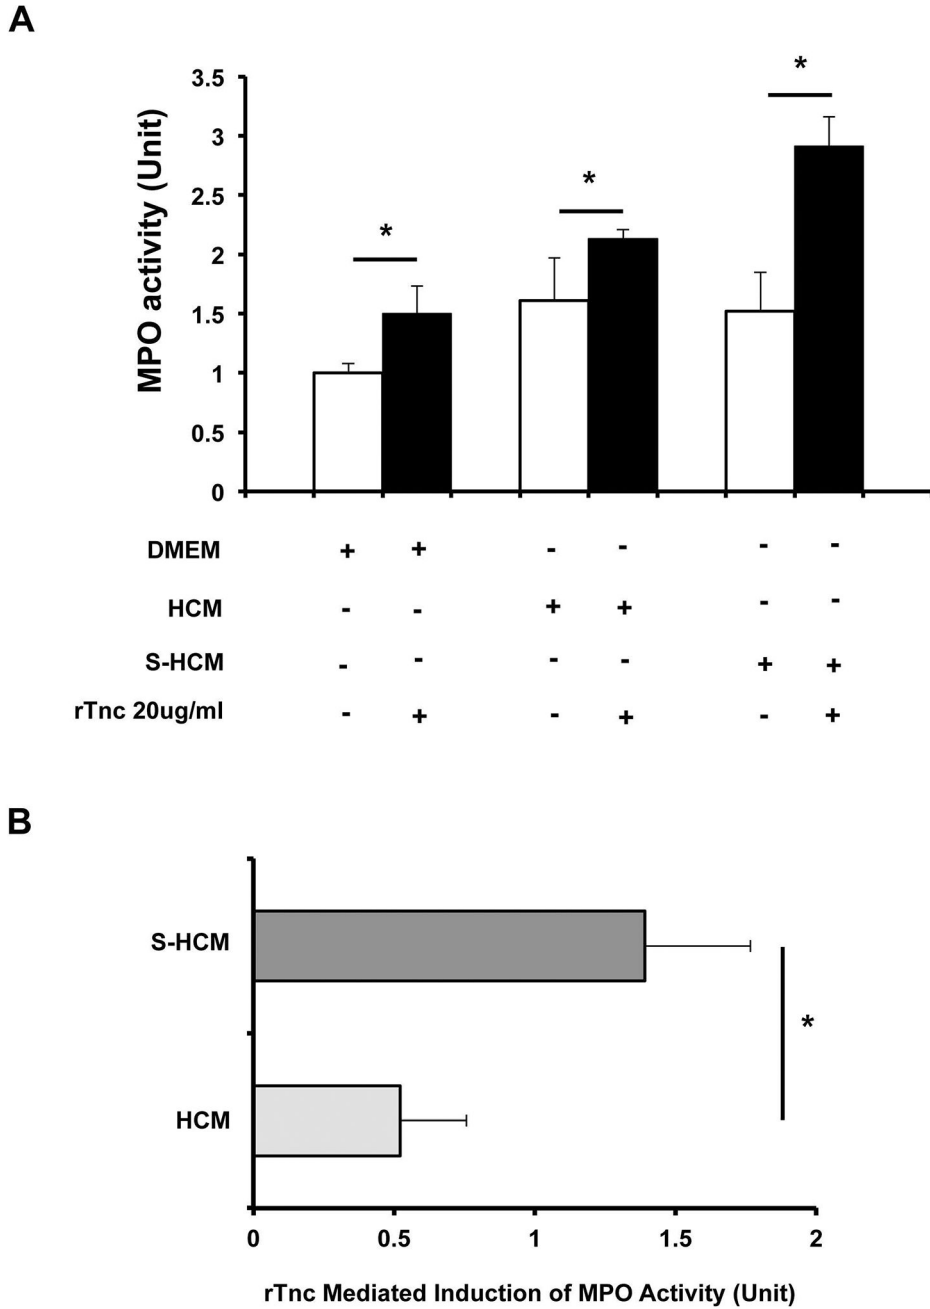 A
MPO activity (Unit)
3.5
*
3
*
2.5
*
2
1.5
1
0.5
0
DMEM + + - - - -
HCM - - + + - -
S-HCM - - - - + +
rTnc 20ug/ml - + - + - +
B
S-HCM
*
HCM
0 0.5 1 1.5 2
rTnc Mediated Induction of MPO Activity (Unit)